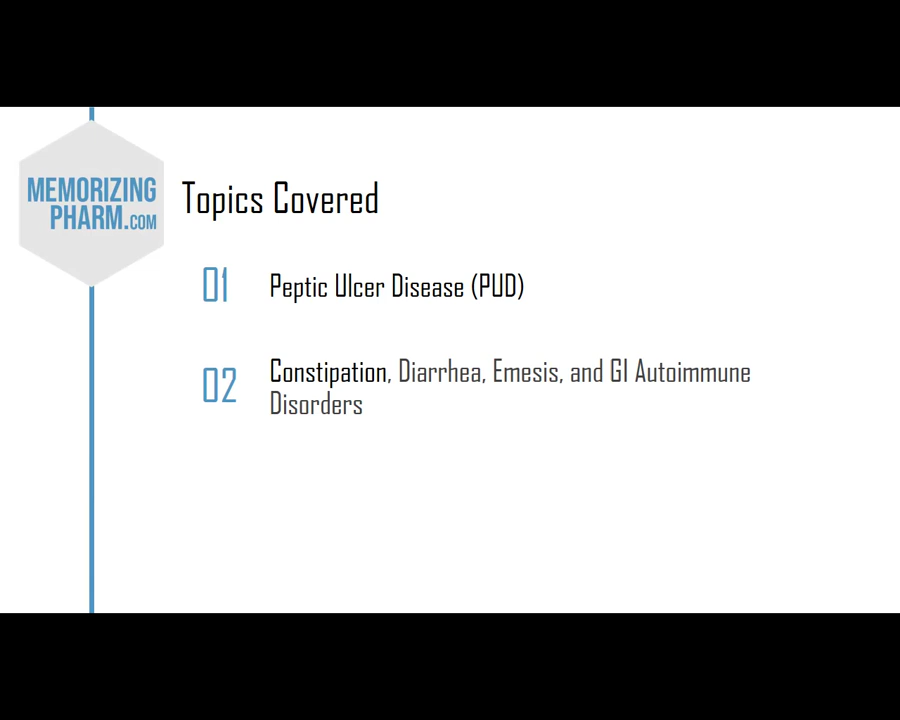 MEMORIZING
PHARM.COM
Topics Covered
01
Peptic Ulcer Disease (PUD)
02
Constipation, Diarrhea, Emesis, and GI Autoimmune
Disorders